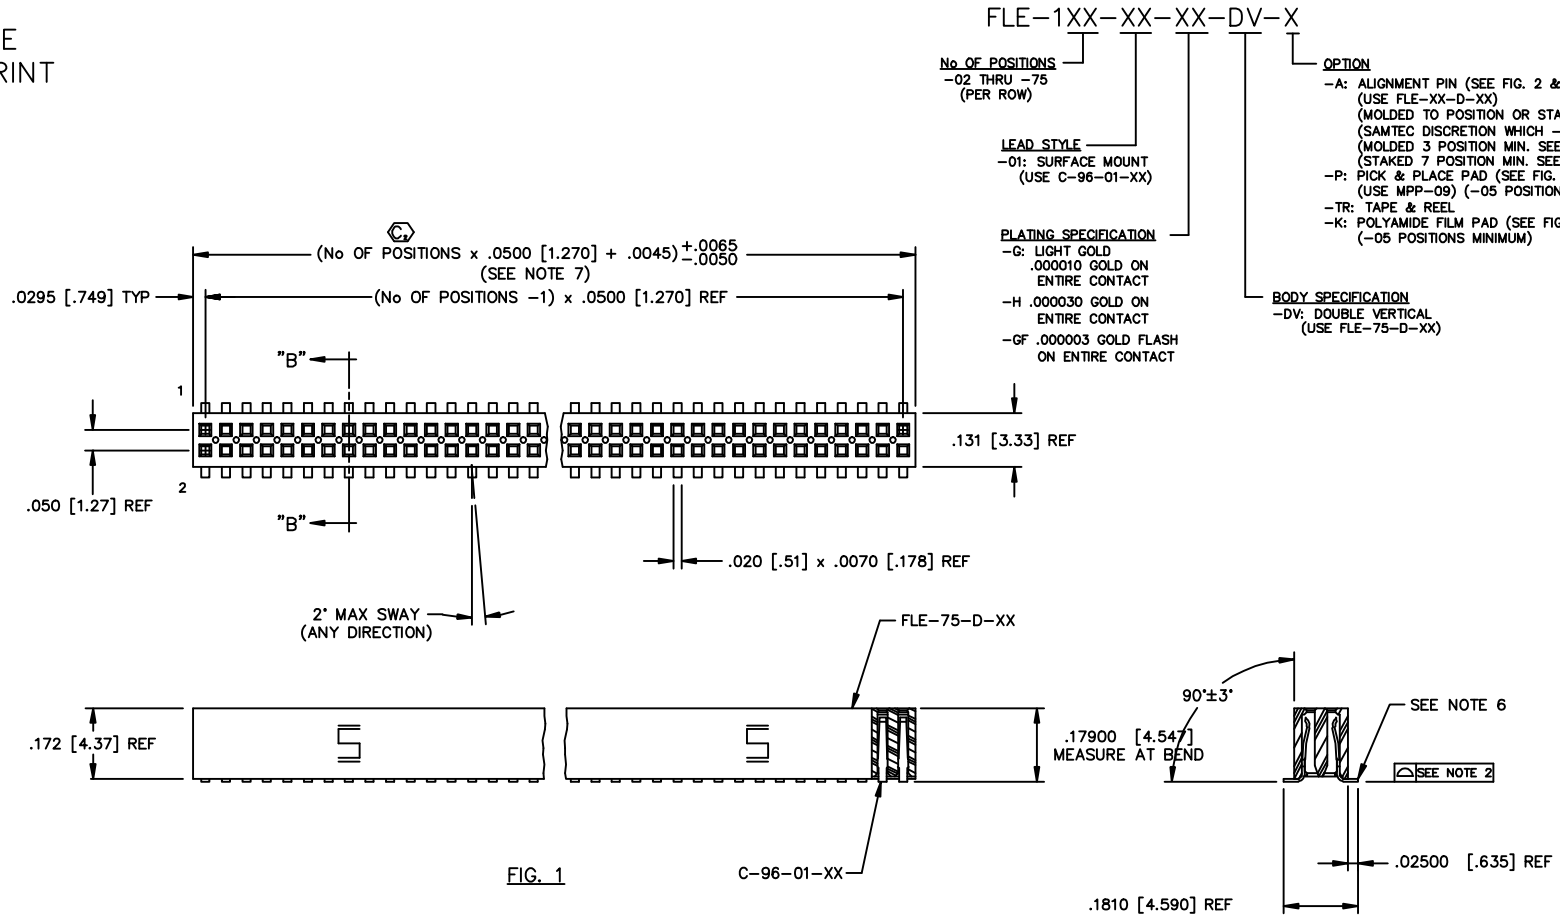 E
RINT
FLE-1XX-XX-XX-DV-X
No OF POSITIONS
-02 THRU -75
(PER ROW)
LEAD STYLE
-01: SURFACE MOUNT
(USE C-96-01-XX)
PLATING SPECIFICATION
-G: LIGHT GOLD
.000010 GOLD ON
ENTIRE CONTACT
-H .000030 GOLD ON
ENTIRE CONTACT
-GF .000003 GOLD FLASH
ON ENTIRE CONTACT
OPTION
-A: ALIGNMENT PIN (SEE FIG. 2 &
(USE FLE-XX-D-XX)
(MOLDED TO POSITION OR STA
(SAMTEC DISCRETION WHICH -
(MOLDED 3 POSITION MIN. SEE
(STAKED 7 POSITION MIN. SEE
-P: PICK & PLACE PAD (SEE FIG.
(USE MPP-09) (-05 POSITION
-TR: TAPE & REEL
-K: POLYAMIDE FILM PAD (SEE FIG
(-05 POSITIONS MINIMUM)
BODY SPECIFICATION
-DV: DOUBLE VERTICAL
(USE FLE-75-D-XX)
C2
(No OF POSITIONS x .0500 [1.270] + .0045) +.0065 -.0050
(SEE NOTE 7)
.0295 [.749] TYP
(No OF POSITIONS -1) x .0500 [1.270] REF
"B"
1
.131 [3.33] REF
2
.050 [1.27] REF
"B"
.020 [.51] x .0070 [.178] REF
2° MAX SWAY
(ANY DIRECTION)
FLE-75-D-XX
90°±3°
SEE NOTE 6
.172 [4.37] REF
.17900 [4.547]
MEASURE AT BEND
SEE NOTE 2
FIG. 1
C-96-01-XX
.02500 [.635] REF
.1810 [4.590] REF